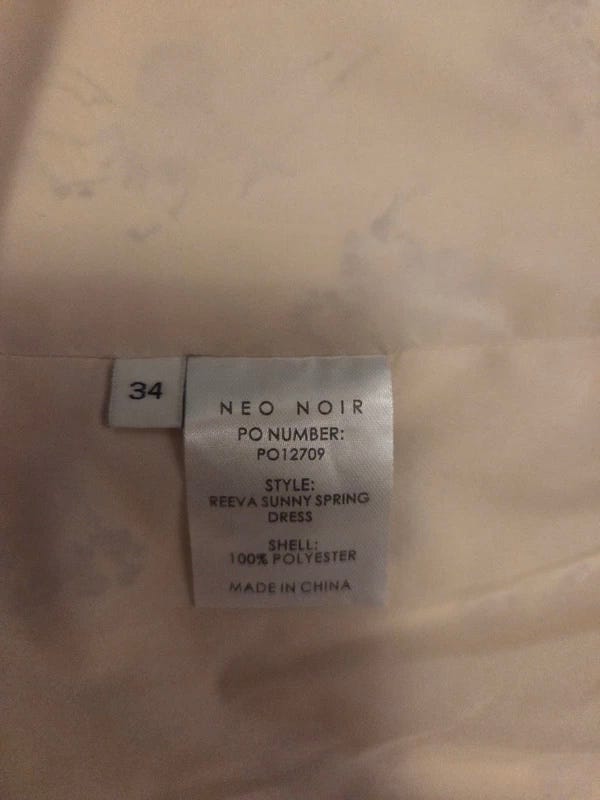 34
NEO NOIR
PO NUMBER:
PO12709
STYLE:
REEVA SUNNY SPRING
DRESS
SHELL:
100% POLYESTER
MADE IN CHINA